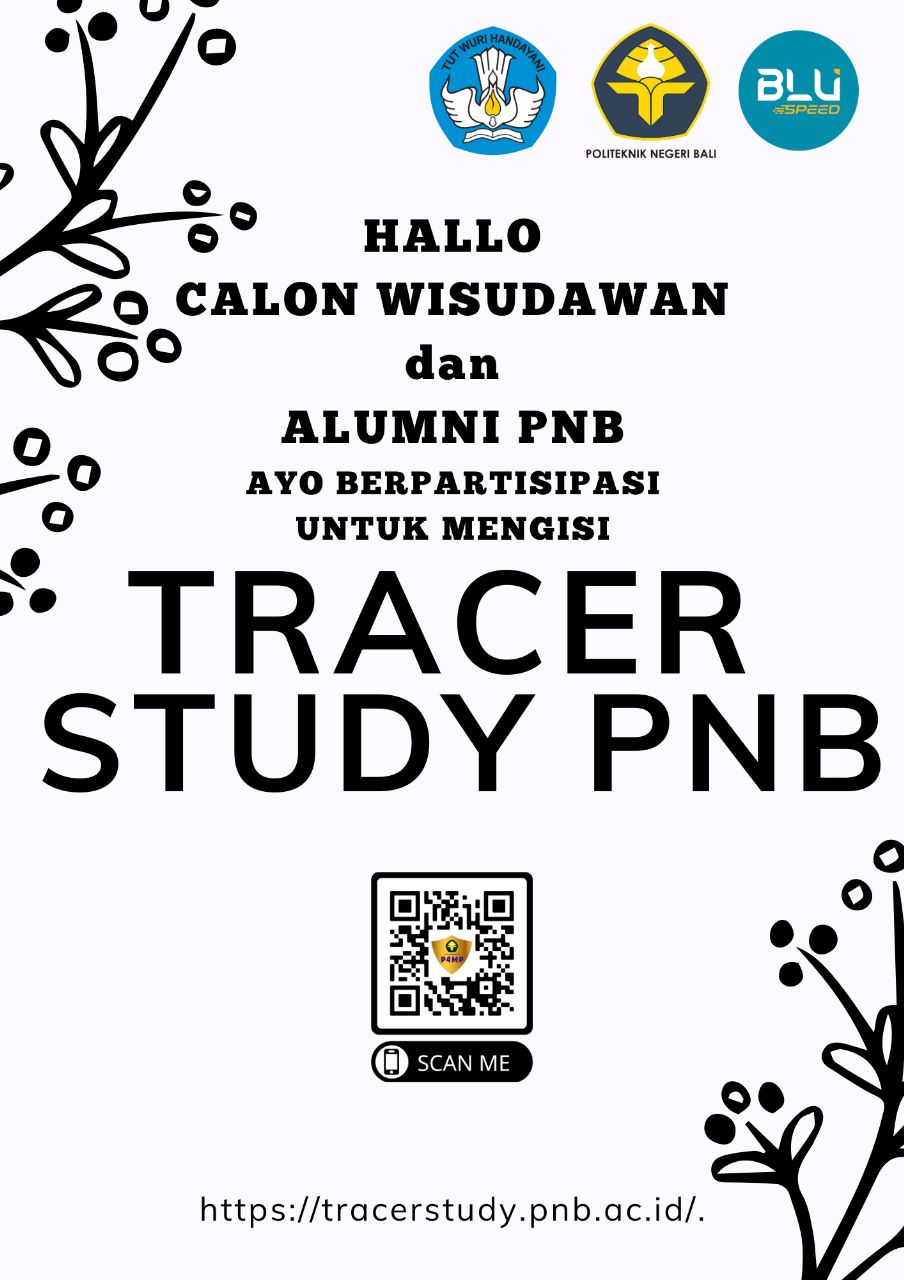 TUT WURI HANDAYANI
POLITEKNIK NEGERI BALI
BLU
SPEED
HALLO
CALON WISUDAWAN
dan
ALUMNI PNB
AYO BERPARTISIPASI
UNTUK MENGISI
TRACER
STUDY PNB
P4MP
SCAN ME
https://tracerstudy.pnb.ac.id/.